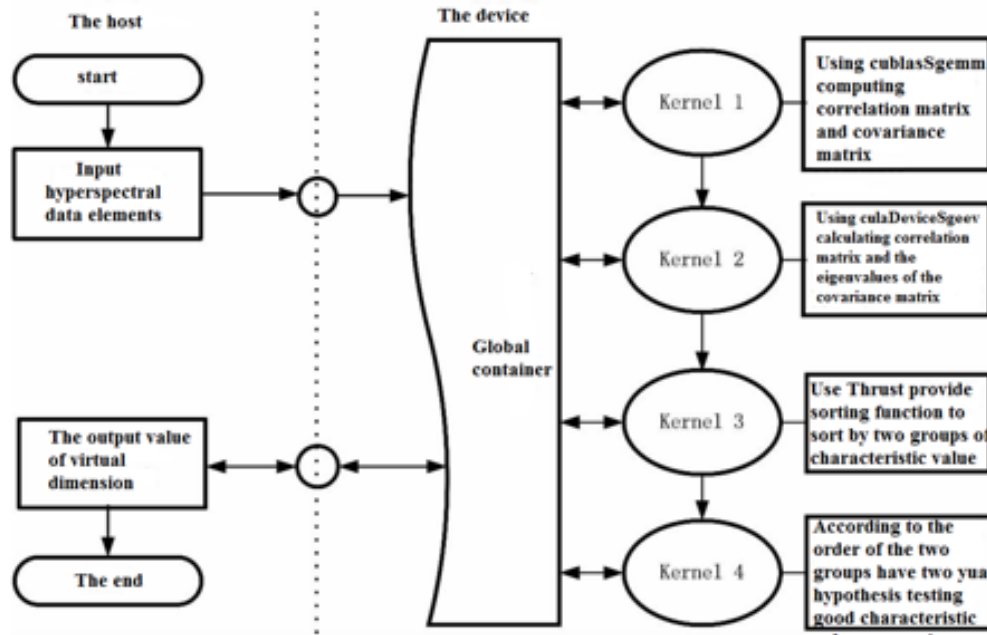 The host
The device
start
Input
hyperspectral
data elements
The output value
of virtual
dimension
The end
Global
container
Kernel 1
Using cublasSgemm
computing
correlation matrix
and covariance
matrix
Kernel 2
Using culaDeviceSgeev
calculating correlation
matrix and the
eigenvalues of the
covariance matrix
Kernel 3
Use Thrust provide
sorting function to
sort by two groups of
characteristic value
Kernel 4
According to the
order of the two
groups have two yua
hypothesis testing
good characteristic